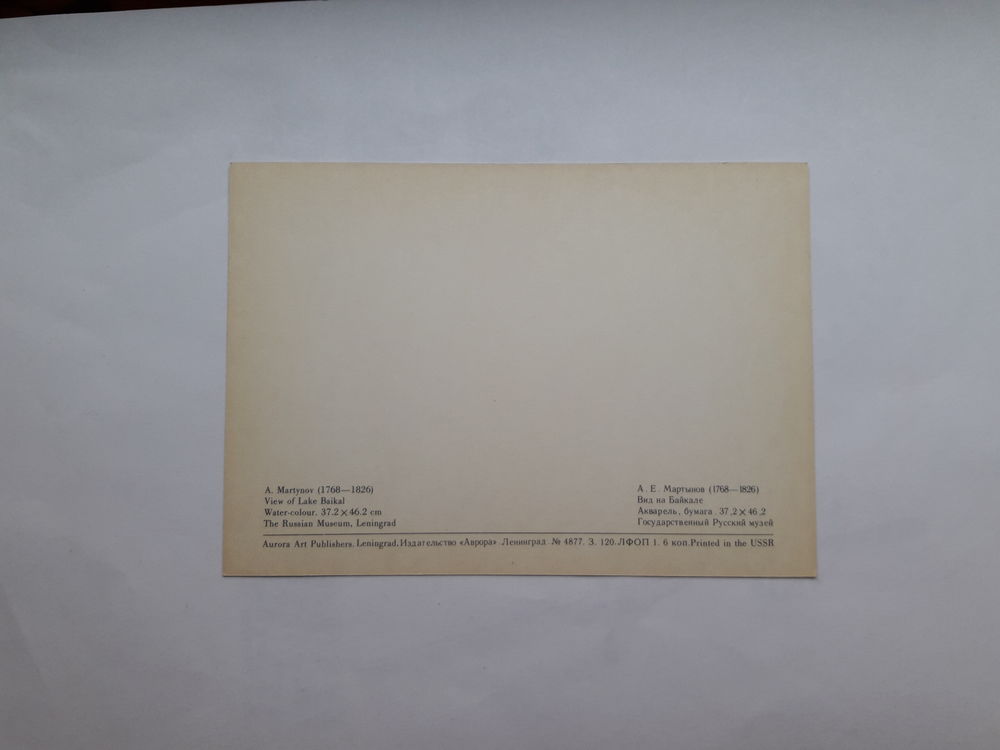 A. Martynov (1768—1826)
View of Lake Baikal
Water-colour. 37.2 × 46.2 cm
The Russian Museum, Leningrad
А. Е. Мартынов (1768—1826)
Вид на Байкале
Акварель, бумага. 37,2 × 46,2
Государственный Русский музей
Aurora Art Publishers. Leningrad. Издательство «Аврора». Ленинград. № 4877. З. 120. ЛФОП 1. 6 коп. Printed in the USSR